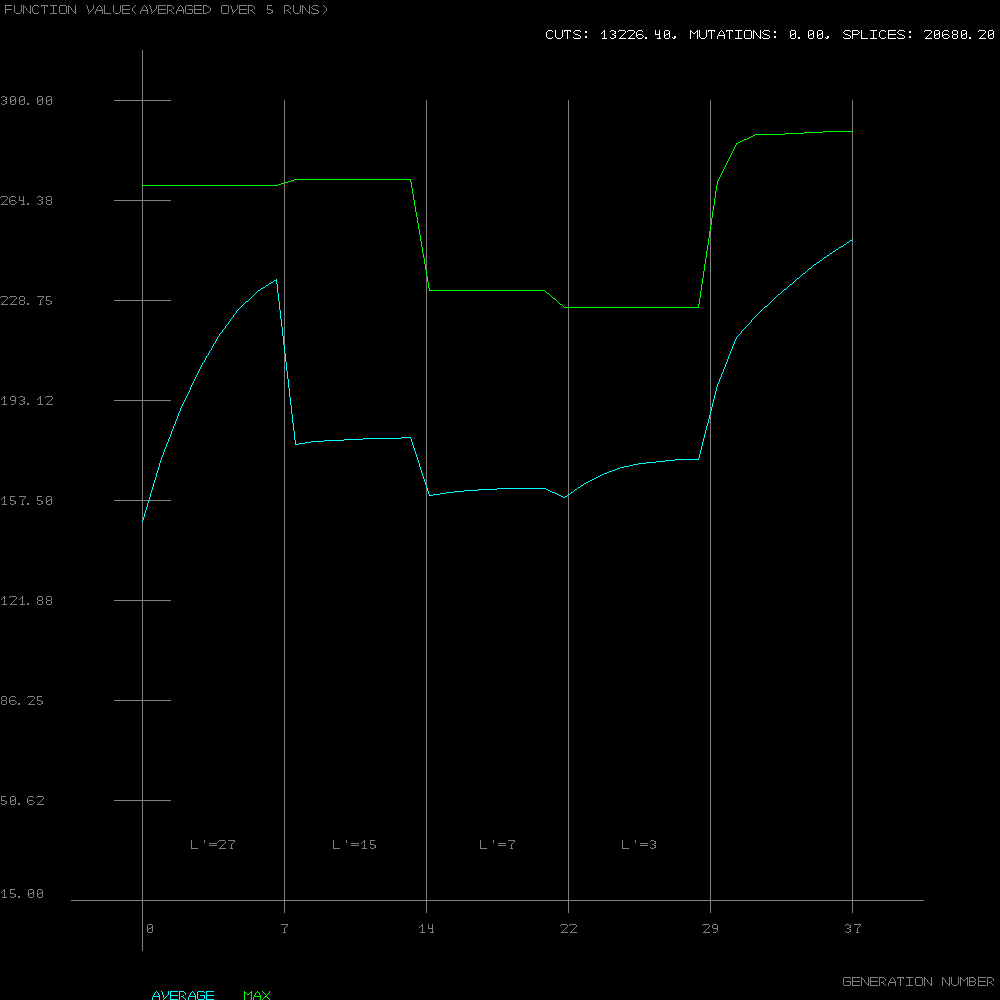 FUNCTION VALUE(AVERAGED OVER 5 RUNS)
CUTS: 13226.40, MUTATIONS: 0.00, SPLICES: 20680.20
300.00
264.38
228.75
193.12
157.50
121.88
86.25
50.62
L'=27 L'=15 L'=7 L'=3
15.00
0 7 14 22 29 37
GENERATION NUMBER
AVERAGE MAX